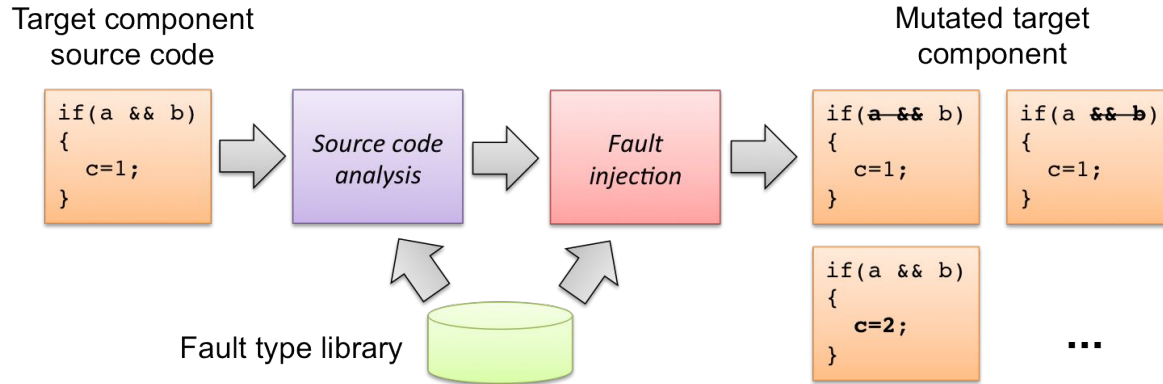 Target component
source code
if(a && b)
{
  c=1;
}
Source code
analysis
Fault
injection
Fault type library
Mutated target
component
if(a && b)
{
  c=1;
}
if(a && b)
{
  c=1;
}
if(a && b)
{
  c=2;
}
...